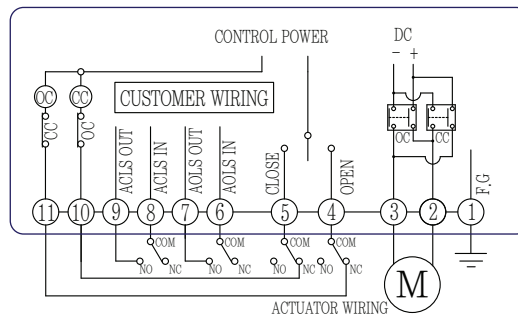 CONTROL POWER
DC
- +
OC
CC
CC
OC
CUSTOMER WIRING
ACLS OUT
ACLS IN
AOLS OUT
AOLS IN
CLOSE
OPEN
OC
CC
F.G
11
10
9
8
7
6
5
4
3
2
1
COM
NO
NC
COM
NO
NC
COM
NO
NC
COM
NO
NC
M
ACTUATOR WIRING